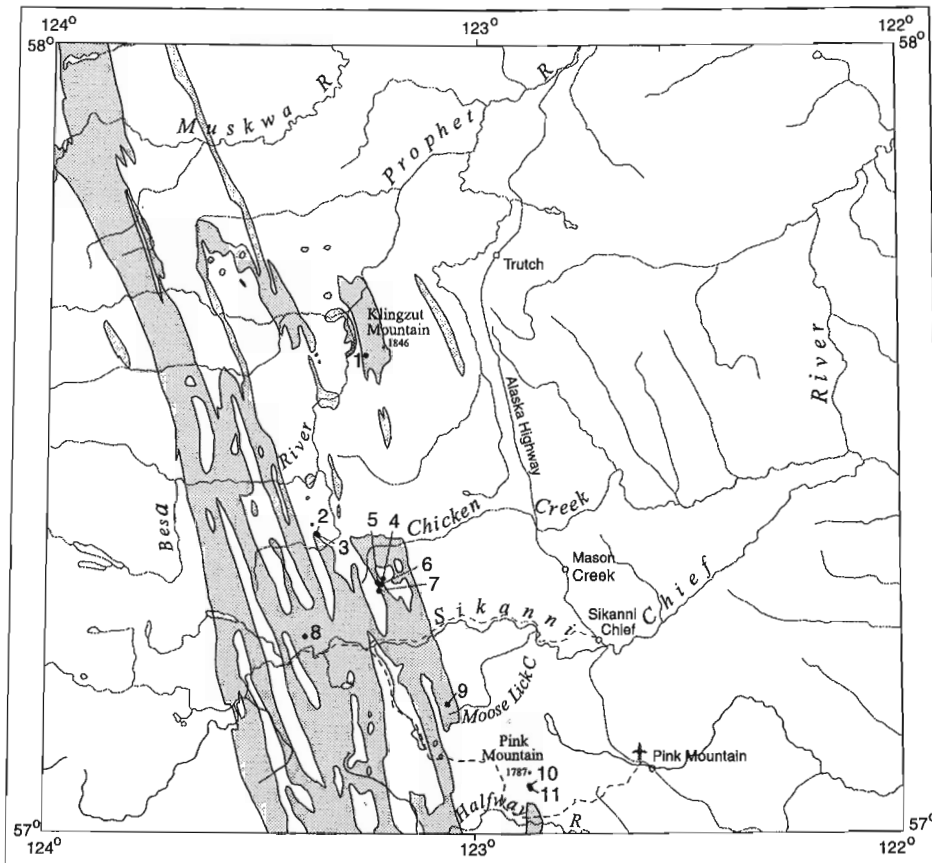 124°
123°
122°
58°
58°
Muskwa R
Prophet R
Trutch
Klingzut
Mountain
1846
1
River
Alaska Highway
River
Besa
2
3
5
4
Chicken Creek
6
7
Mason
Creek
Sikanni Chief
Sikanni
Chief
8
9
Moose Lick C
Pink
Mountain
1787
10
11
Pink Mountain
Halfway R
57°
57°
124°
123°
122°